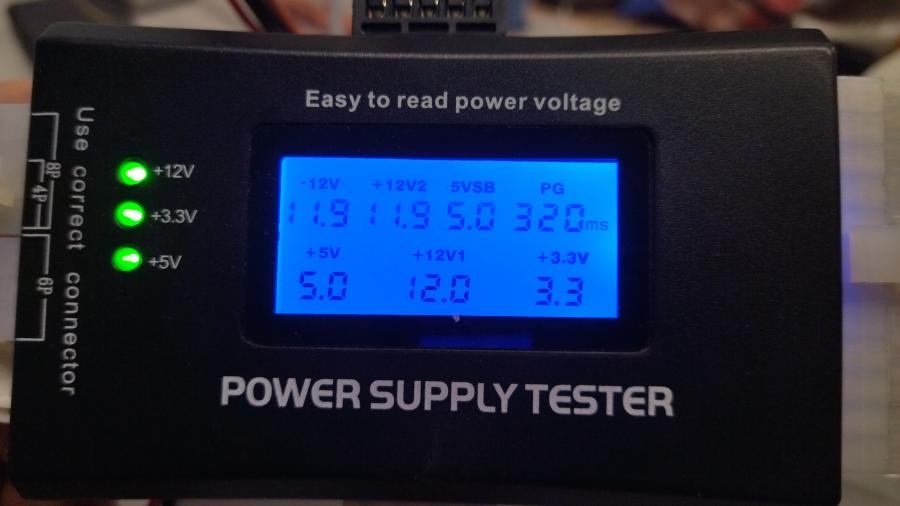 Easy to read power voltage
Use correct connector
8P
4P
6P
+12V
+3.3V
+5V
-12V +12V2 5VSB PG
11.9 11.9 5.0 320ms
+5V +12V1 +3.3V
5.0 12.0 3.3
POWER SUPPLY TESTER